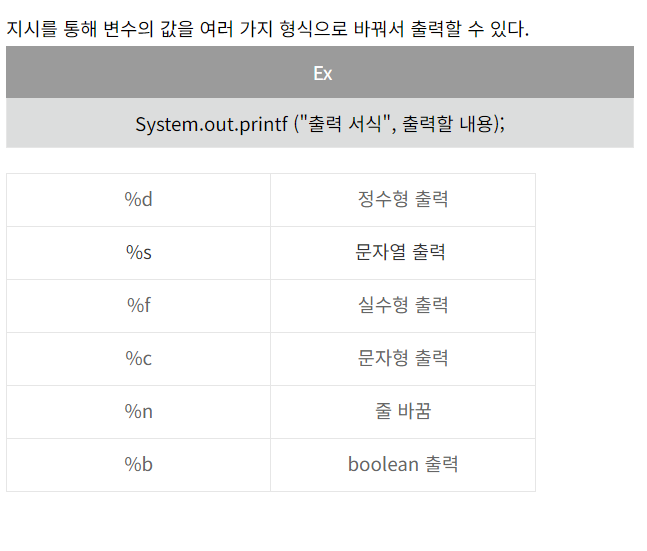 지시를 통해 변수의 값을 여러 가지 형식으로 바꿔서 출력할 수 있다.
Ex
System.out.printf ("출력 서식", 출력할 내용);
%d 정수형 출력
%s 문자열 출력
%f 실수형 출력
%c 문자형 출력
%n 줄 바꿈
%b boolean 출력